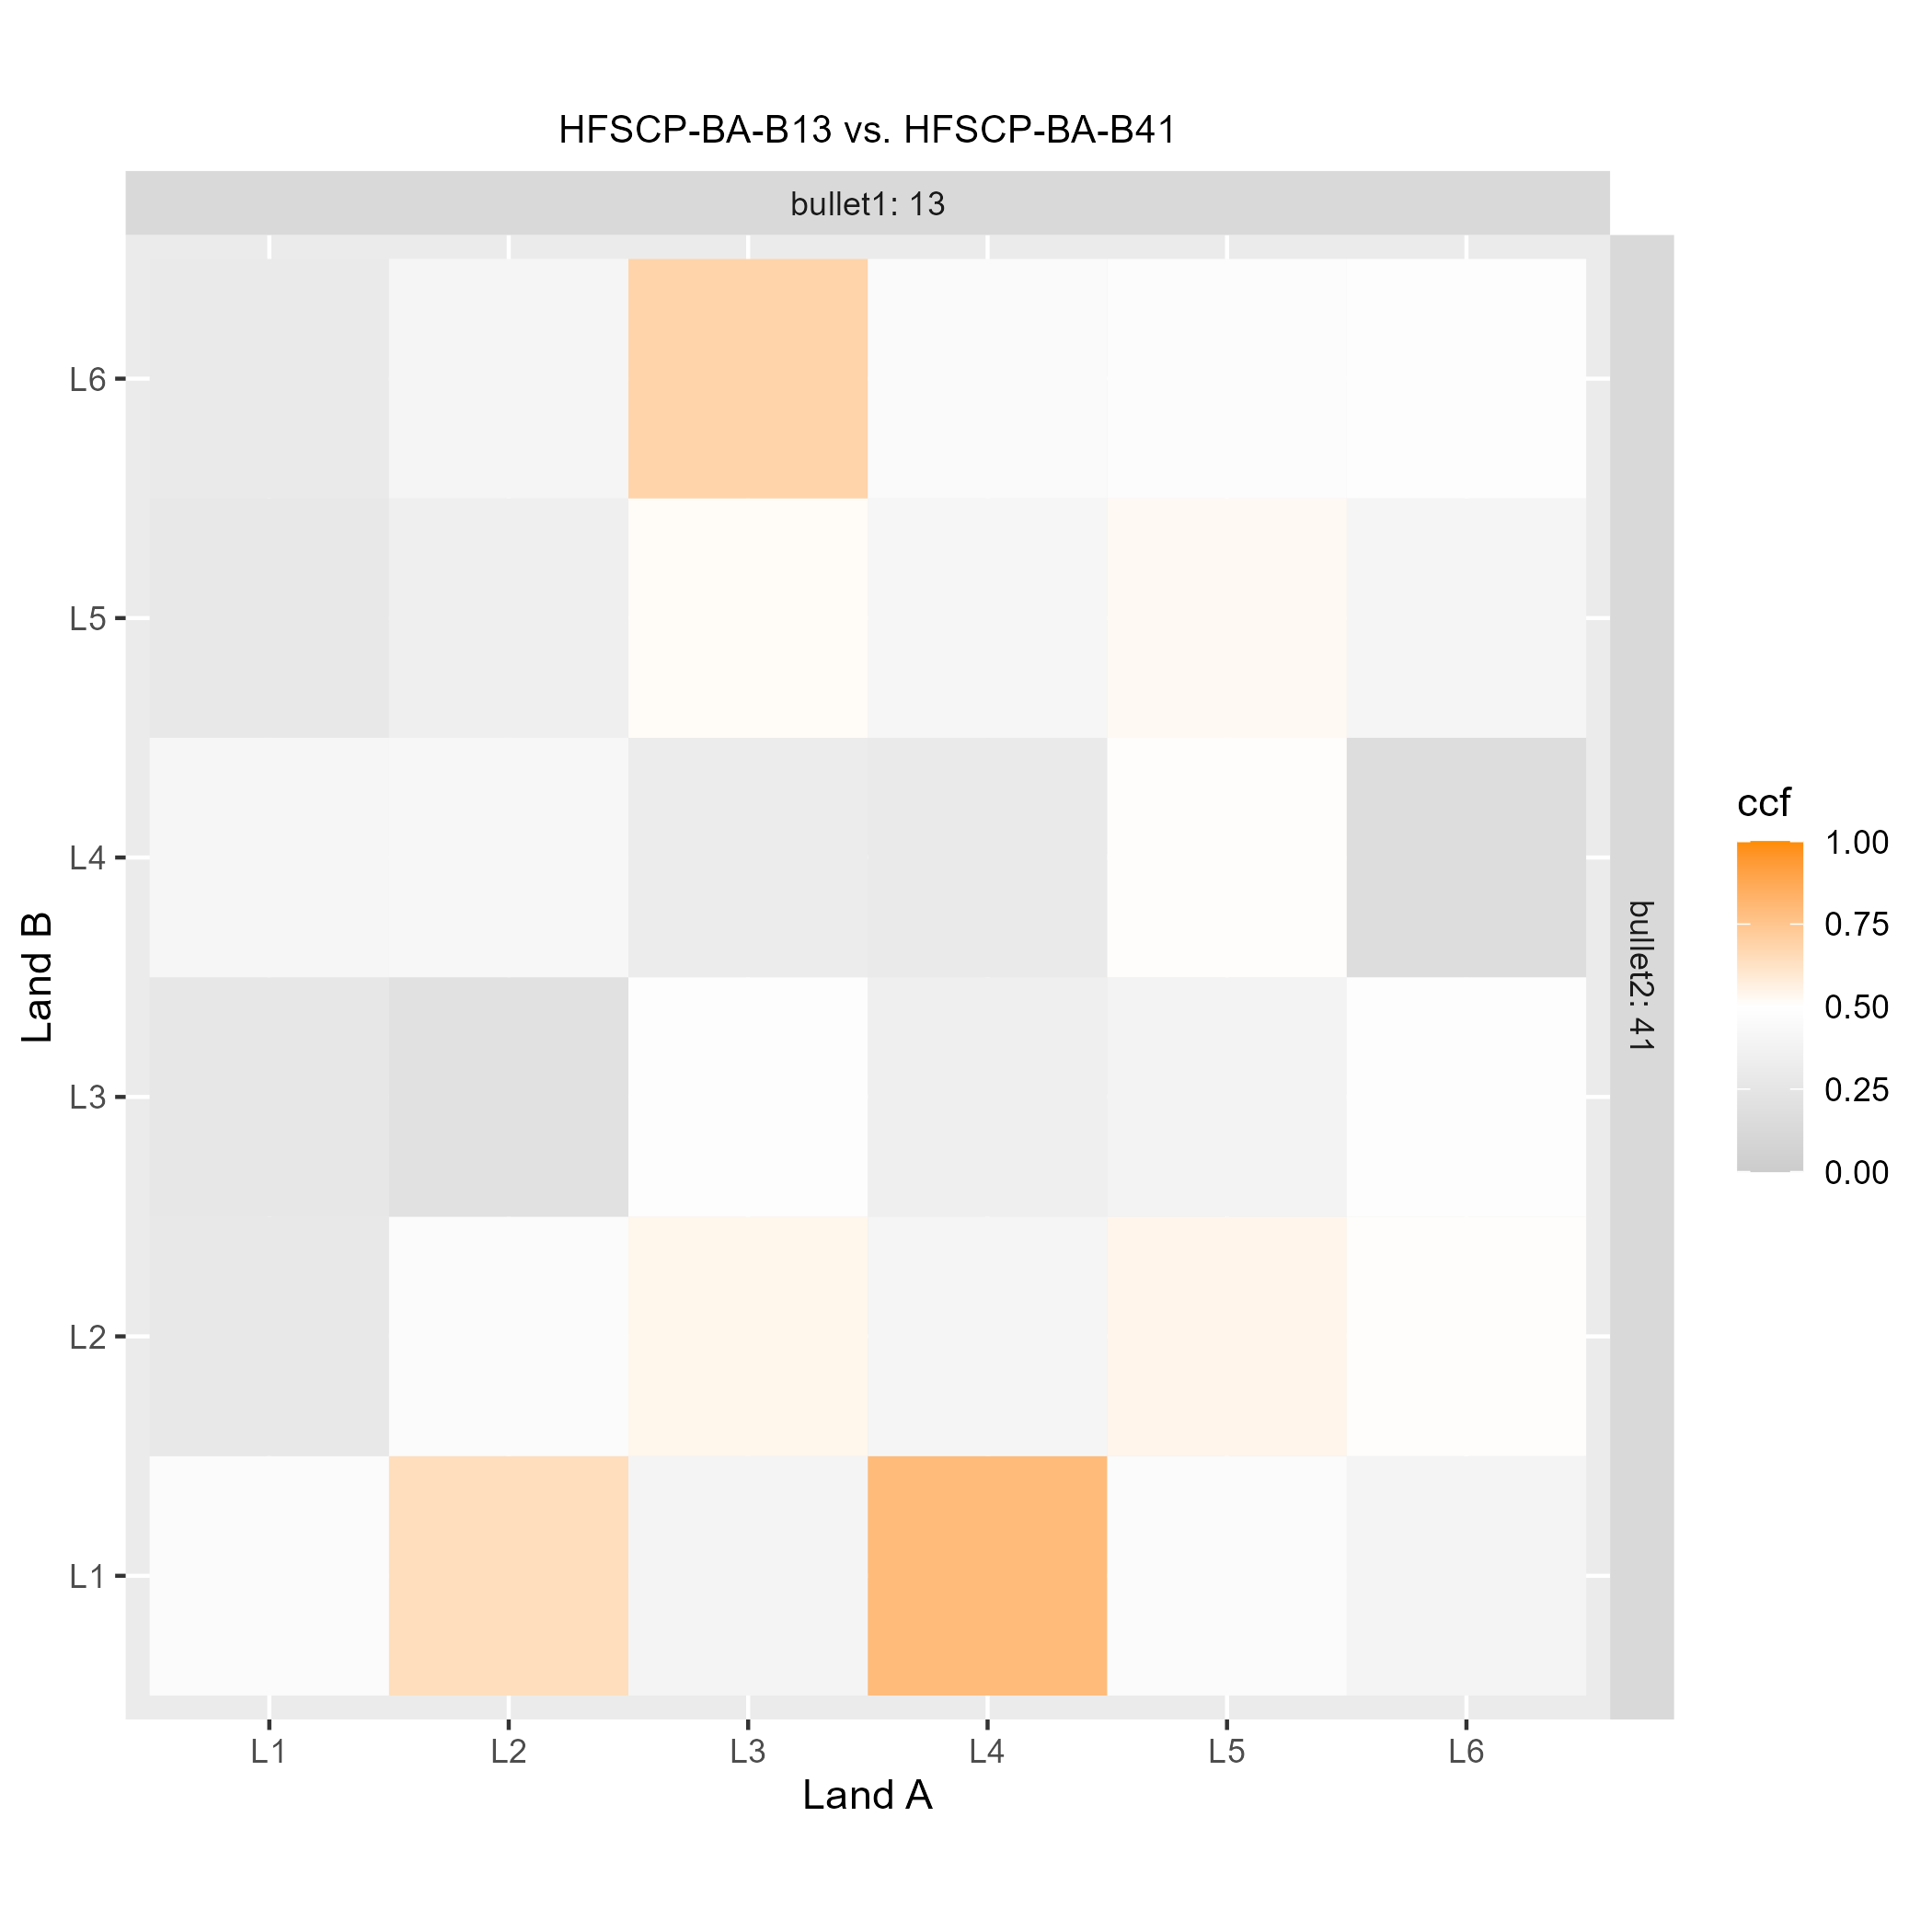 HFSCP-BA-B13 vs. HFSCP-BA-B41
bullet1: 13
L6
L5
L4
L3
L2
L1
Land B
bullet2: 41
L1 L2 L3 L4 L5 L6
Land A
ccf
1.00
0.75
0.50
0.25
0.00